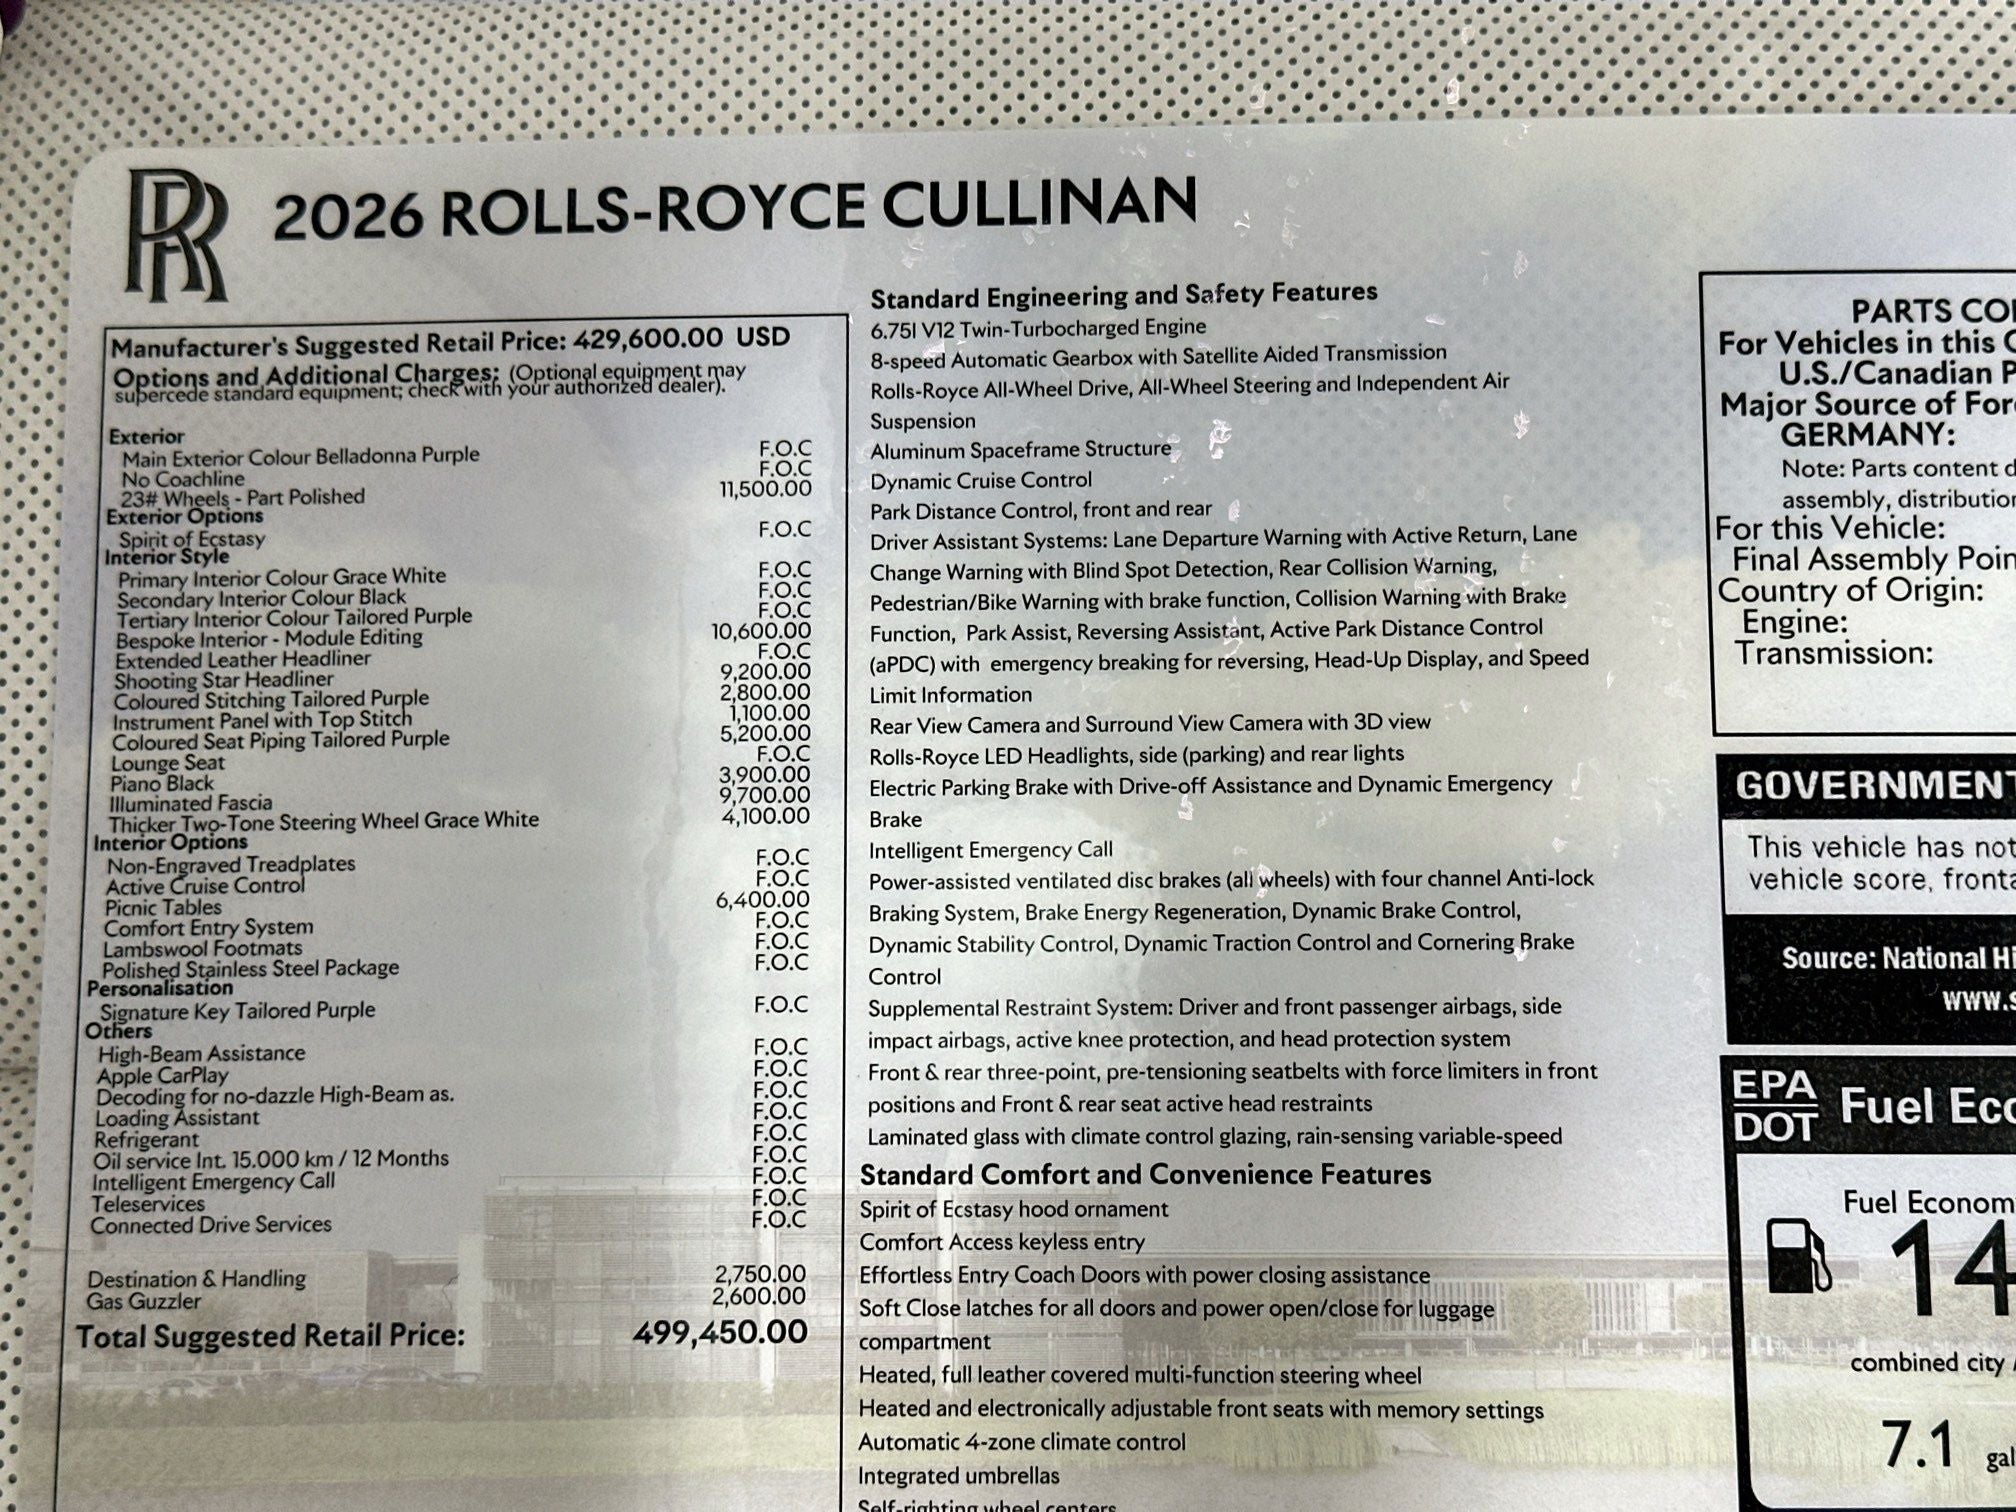 RR
2026 ROLLS-ROYCE CULLINAN
Manufacturer's Suggested Retail Price: 429,600.00 USD
Options and Additional Charges: (Optional equipment may
supercede standard equipment; check with your authorized dealer).
Exterior
Main Exterior Colour Belladonna Purple F.O.C
No Coachline F.O.C
23# Wheels - Part Polished 11,500.00
Exterior Options
Spirit of Ecstasy F.O.C
Interior Style
Primary Interior Colour Grace White F.O.C
Secondary Interior Colour Black F.O.C
Tertiary Interior Colour Tailored Purple F.O.C
Bespoke Interior - Module Editing 10,600.00
Extended Leather Headliner F.O.C
Shooting Star Headliner 9,200.00
Coloured Stitching Tailored Purple 2,800.00
Instrument Panel with Top Stitch 1,100.00
Coloured Seat Piping Tailored Purple 5,200.00
Lounge Seat F.O.C
Piano Black 3,900.00
Illuminated Fascia 9,700.00
Thicker Two-Tone Steering Wheel Grace White 4,100.00
Interior Options
Non-Engraved Treadplates F.O.C
Active Cruise Control F.O.C
Picnic Tables 6,400.00
Comfort Entry System F.O.C
Lambswool Footmats F.O.C
Polished Stainless Steel Package F.O.C
Personalisation
Signature Key Tailored Purple F.O.C
Others
High-Beam Assistance F.O.C
Apple CarPlay F.O.C
Decoding for no-dazzle High-Beam as. F.O.C
Loading Assistant F.O.C
Refrigerant F.O.C
Oil service Int. 15.000 km / 12 Months F.O.C
Intelligent Emergency Call F.O.C
Teleservices F.O.C
Connected Drive Services F.O.C
Destination & Handling 2,750.00
Gas Guzzler 2,600.00
Total Suggested Retail Price: 499,450.00
Standard Engineering and Safety Features
6.75l V12 Twin-Turbocharged Engine
8-speed Automatic Gearbox with Satellite Aided Transmission
Rolls-Royce All-Wheel Drive, All-Wheel Steering and Independent Air
Suspension
Aluminum Spaceframe Structure
Dynamic Cruise Control
Park Distance Control, front and rear
Driver Assistant Systems: Lane Departure Warning with Active Return, Lane
Change Warning with Blind Spot Detection, Rear Collision Warning,
Pedestrian/Bike Warning with brake function, Collision Warning with Brake
Function, Park Assist, Reversing Assistant, Active Park Distance Control
(aPDC) with emergency breaking for reversing, Head-Up Display, and Speed
Limit Information
Rear View Camera and Surround View Camera with 3D view
Rolls-Royce LED Headlights, side (parking) and rear lights
Electric Parking Brake with Drive-off Assistance and Dynamic Emergency
Brake
Intelligent Emergency Call
Power-assisted ventilated disc brakes (all wheels) with four channel Anti-lock
Braking System, Brake Energy Regeneration, Dynamic Brake Control,
Dynamic Stability Control, Dynamic Traction Control and Cornering Brake
Control
Supplemental Restraint System: Driver and front passenger airbags, side
impact airbags, active knee protection, and head protection system
Front & rear three-point, pre-tensioning seatbelts with force limiters in front
positions and Front & rear seat active head restraints
Laminated glass with climate control glazing, rain-sensing variable-speed
Standard Comfort and Convenience Features
Spirit of Ecstasy hood ornament
Comfort Access keyless entry
Effortless Entry Coach Doors with power closing assistance
Soft Close latches for all doors and power open/close for luggage
compartment
Heated, full leather covered multi-function steering wheel
Heated and electronically adjustable front seats with memory settings
Automatic 4-zone climate control
Integrated umbrellas
Self-righting wheel centers
PARTS CO
For Vehicles in this
U.S./Canadian P
Major Source of For
GERMANY:
Note: Parts content d
assembly, distribution
For this Vehicle:
Final Assembly Poin
Country of Origin:
Engine:
Transmission:
GOVERNMENT
This vehicle has not
vehicle score, fronta
Source: National Hi
www.s
EPA
DOT
Fuel Eco
Fuel Econom
14
combined city
7.1 gal